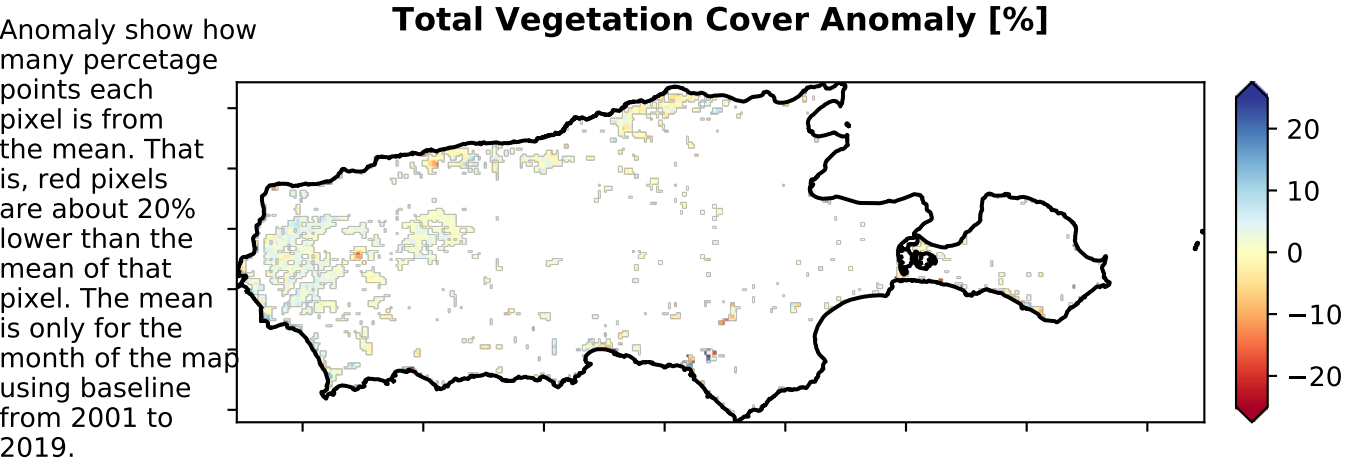 Total Vegetation Cover Anomaly [%]
Anomaly show how
many percetage
points each
pixel is from
the mean. That
is, red pixels
are about 20%
lower than the
mean of that
pixel. The mean
is only for the
month of the map
using baseline
from 2001 to
2019.
20
10
0
−10
−20